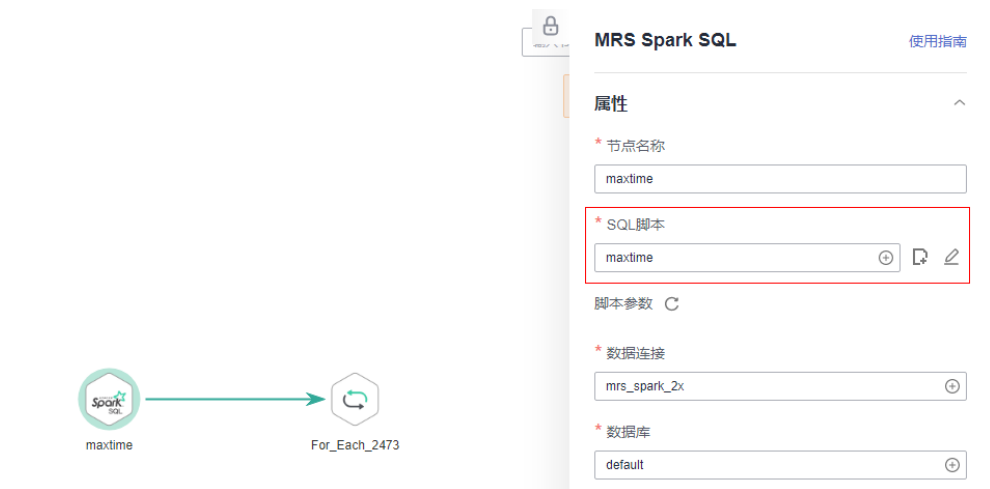 MRS Spark SQL
使用指南
属性
* 节点名称
maxtime
* SQL脚本
maxtime
脚本参数
* 数据连接
mrs_spark_2x
* 数据库
default
Spark
SQL
maxtime
For_Each_2473